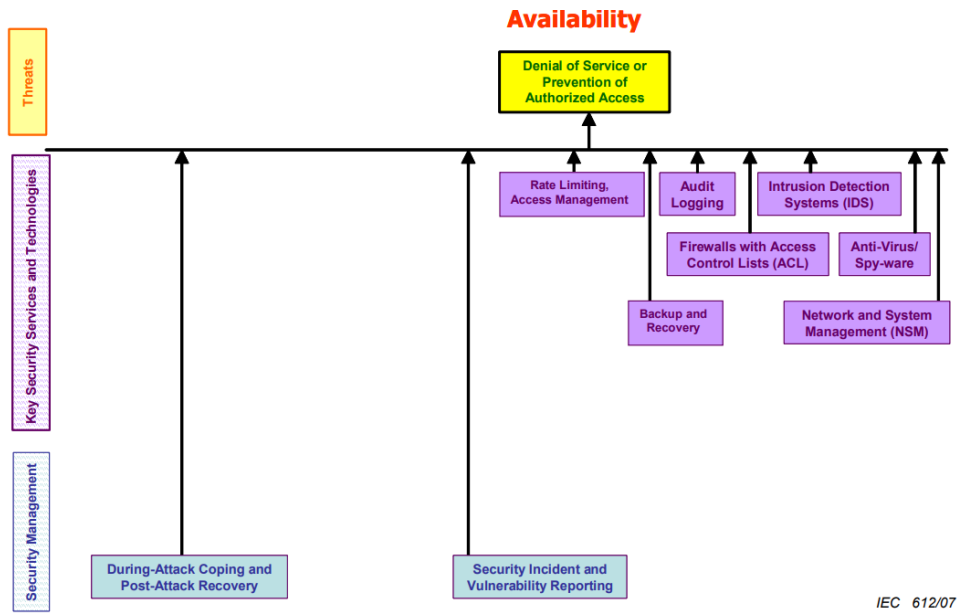 Availability
Threats
Denial of Service or
Prevention of
Authorized Access
Key Security Services and Technologies
Rate Limiting,
Access Management
Audit
Logging
Intrusion Detection
Systems (IDS)
Firewalls with Access
Control Lists (ACL)
Anti-Virus/
Spy-ware
Backup and
Recovery
Network and System
Management (NSM)
Security Management
During-Attack Coping and
Post-Attack Recovery
Security Incident and
Vulnerability Reporting
IEC 612/07